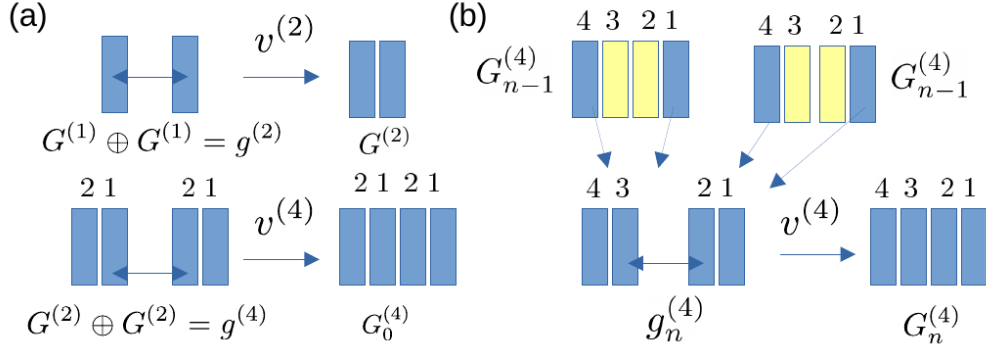 (a)
v^{(2)}
G^{(1)} ⊕ G^{(1)} = g^{(2)}
G^{(2)}
2 1 2 1
2 1 2 1
v^{(4)}
G^{(2)} ⊕ G^{(2)} = g^{(4)}
G_0^{(4)}
(b)
4 3 2 1
4 3 2 1
G_{n-1}^{(4)}
G_{n-1}^{(4)}
4 3 2 1
v^{(4)}
4 3 2 1
g_n^{(4)}
G_n^{(4)}